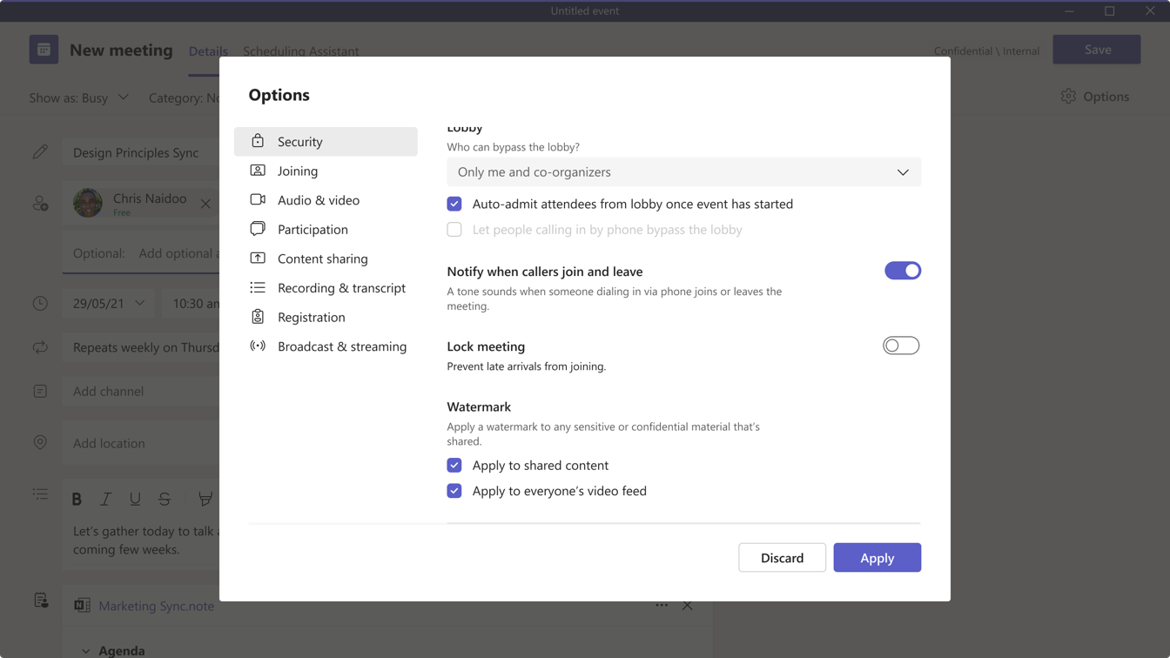 Untitled event
New meeting
Details
Scheduling Assistant
Confidential \ Internal
Save
Show as: Busy
Category:
Options
Design Principles Sync
Chris Naidoo
Free
Optional:
Add optional
29/05/21
10:30 am
Repeats weekly on
Add channel
Add location
B I U S
Let's gather today to talk
coming few weeks.
Marketing Sync.note
Agenda
Options
Security
Joining
Audio & video
Participation
Content sharing
Recording & transcript
Registration
Broadcast & streaming
Lobby
Who can bypass the lobby?
Only me and co-organizers
Auto-admit attendees from lobby once event has started
Let people calling in by phone bypass the lobby
Notify when callers join and leave
A tone sounds when someone dialing in via phone joins or leaves the
meeting.
Lock meeting
Prevent late arrivals from joining.
Watermark
Apply a watermark to any sensitive or confidential material that's
shared.
Apply to shared content
Apply to everyone's video feed
Discard
Apply